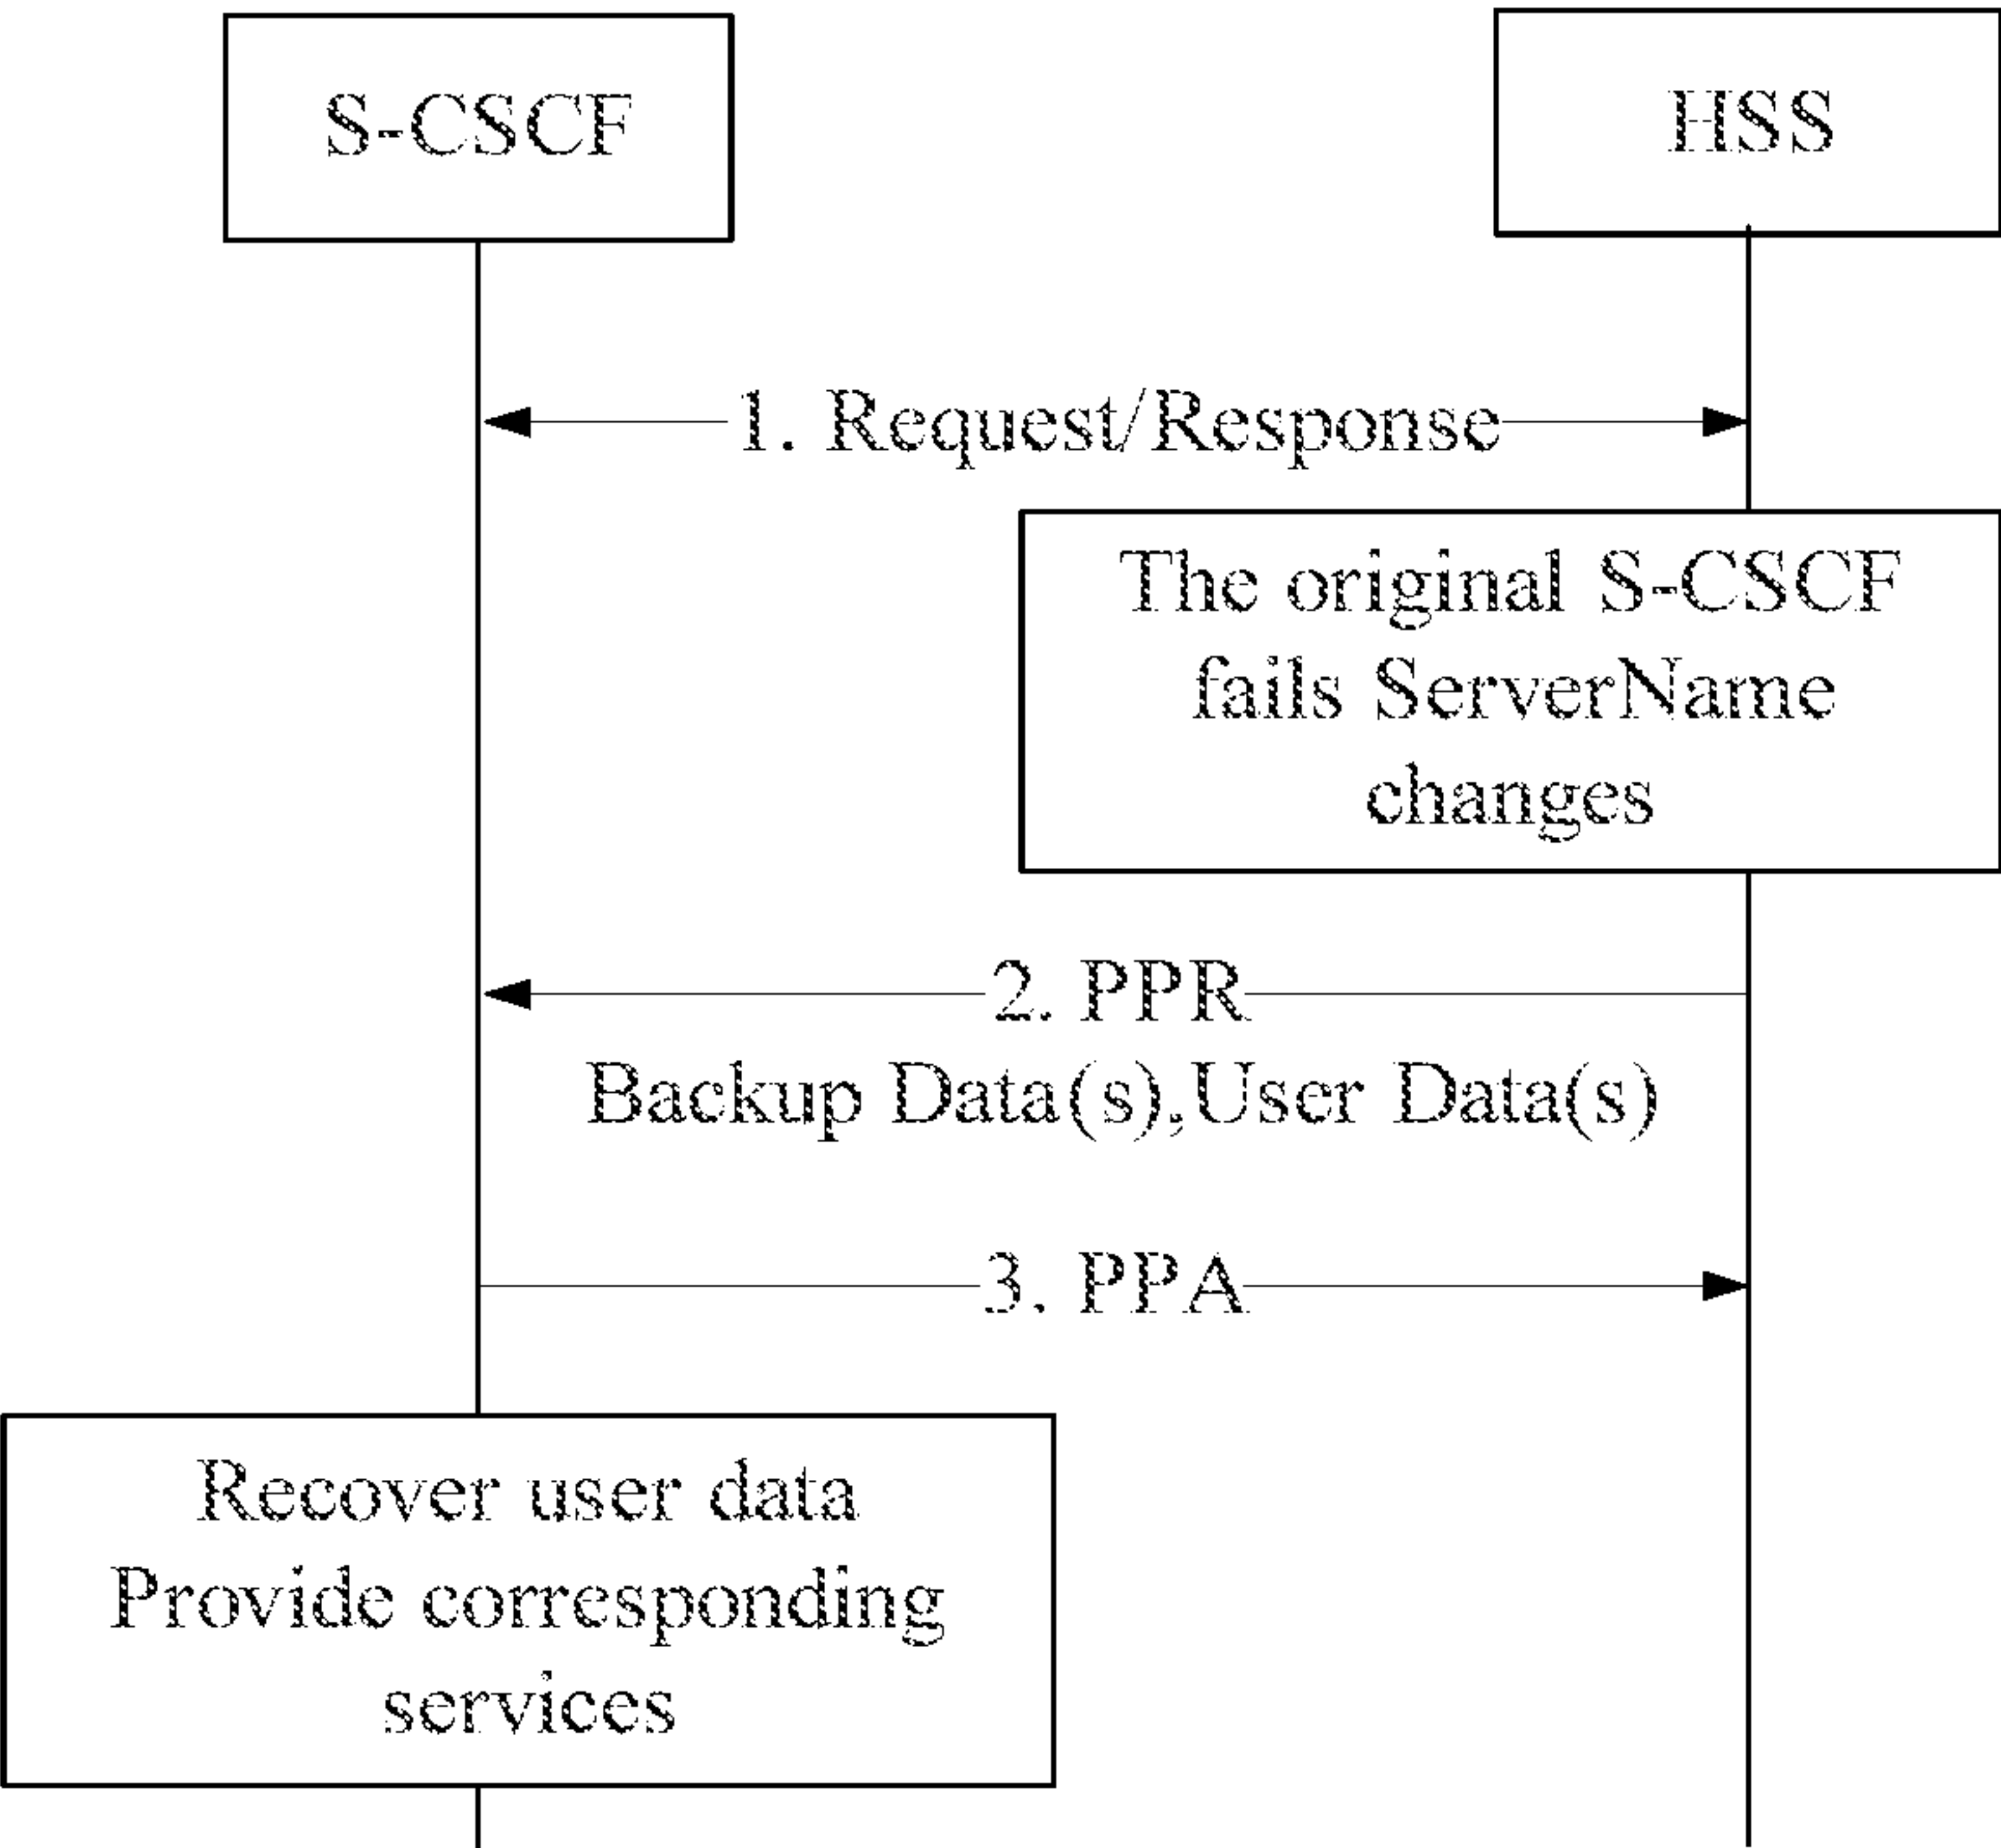 S-CSCF
HSS
1. Request/Response
The original S-CSCF
fails ServerName
changes
2. PPR
Backup Data(s),User Data(s)
3. PPA
Recover user data
Provide corresponding
services